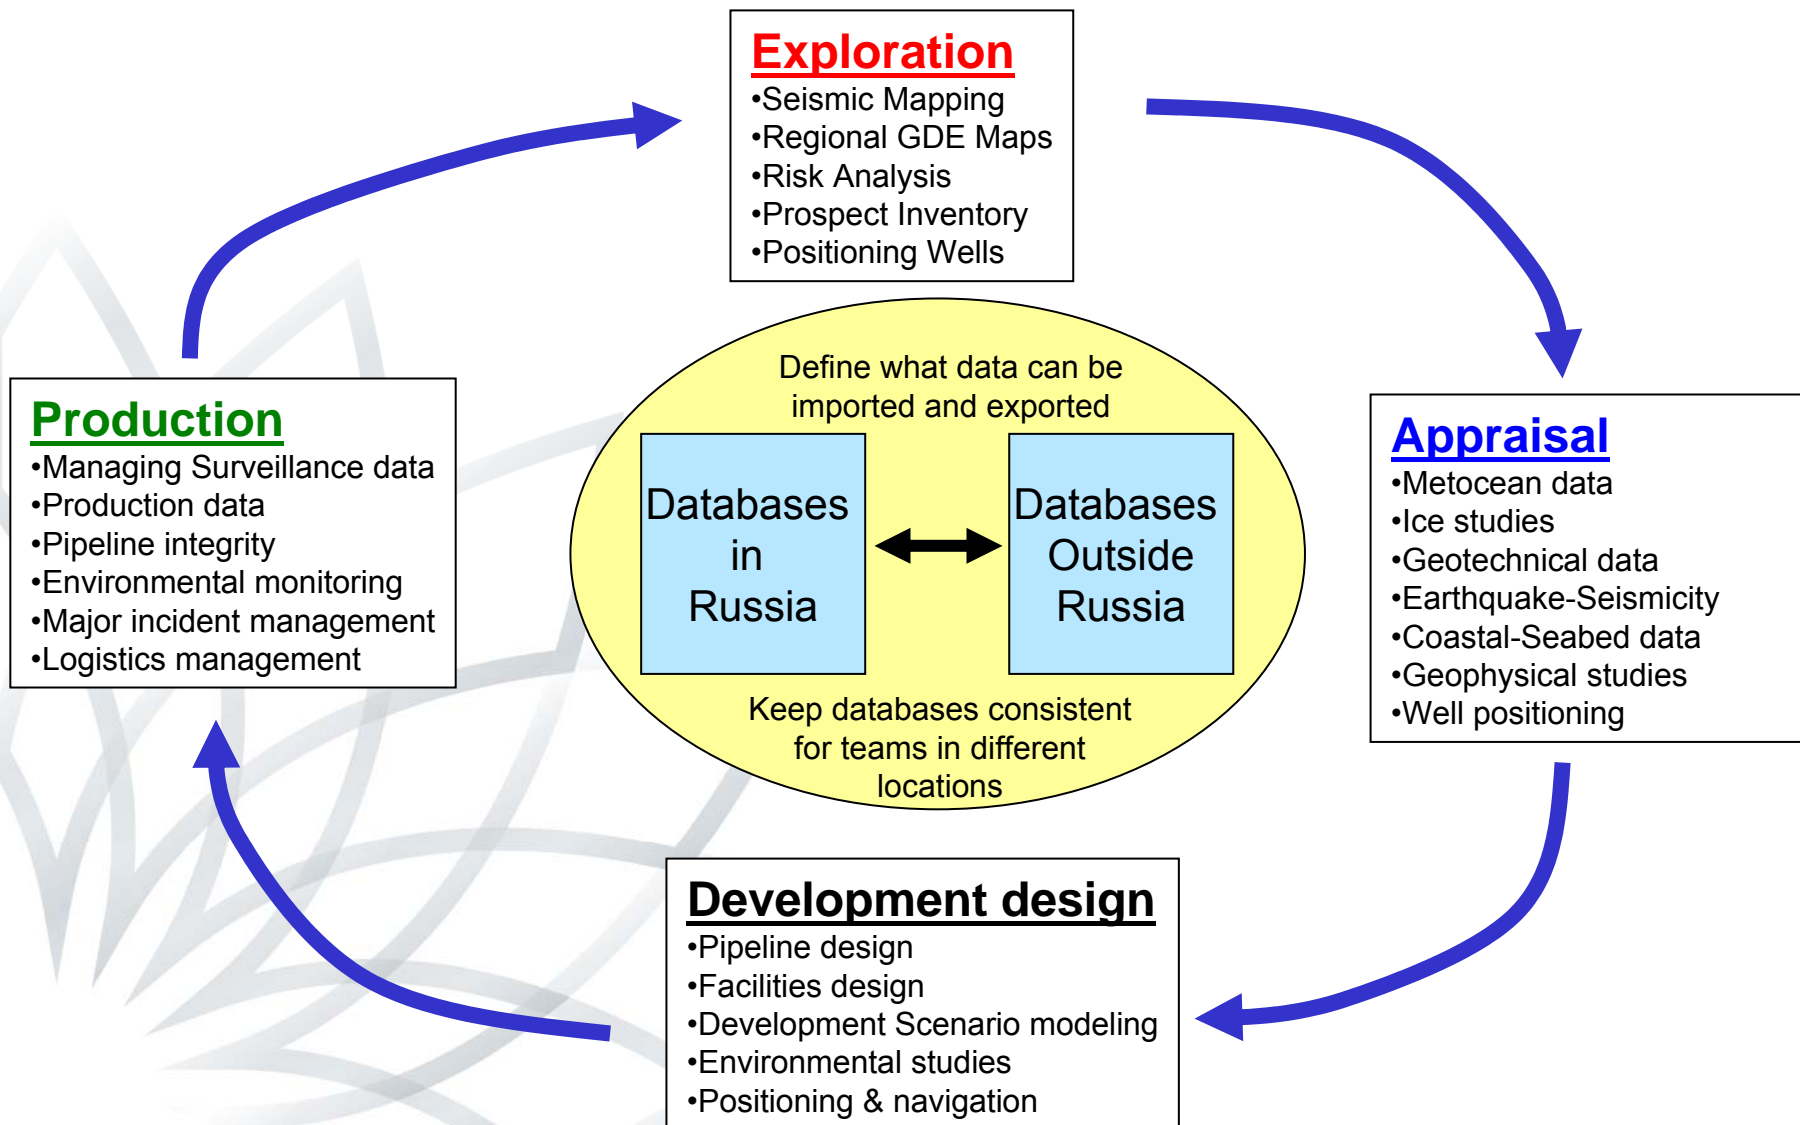 Exploration
•Seismic Mapping
•Regional GDE Maps
•Risk Analysis
•Prospect Inventory
•Positioning Wells
Production
•Managing Surveillance data
•Production data
•Pipeline integrity
•Environmental monitoring
•Major incident management
•Logistics management
Define what data can be
imported and exported
Databases
in
Russia
Databases
Outside
Russia
Keep databases consistent
for teams in different
locations
Appraisal
•Metocean data
•Ice studies
•Geotechnical data
•Earthquake-Seismicity
•Coastal-Seabed data
•Geophysical studies
•Well positioning
Development design
•Pipeline design
•Facilities design
•Development Scenario modeling
•Environmental studies
•Positioning & navigation